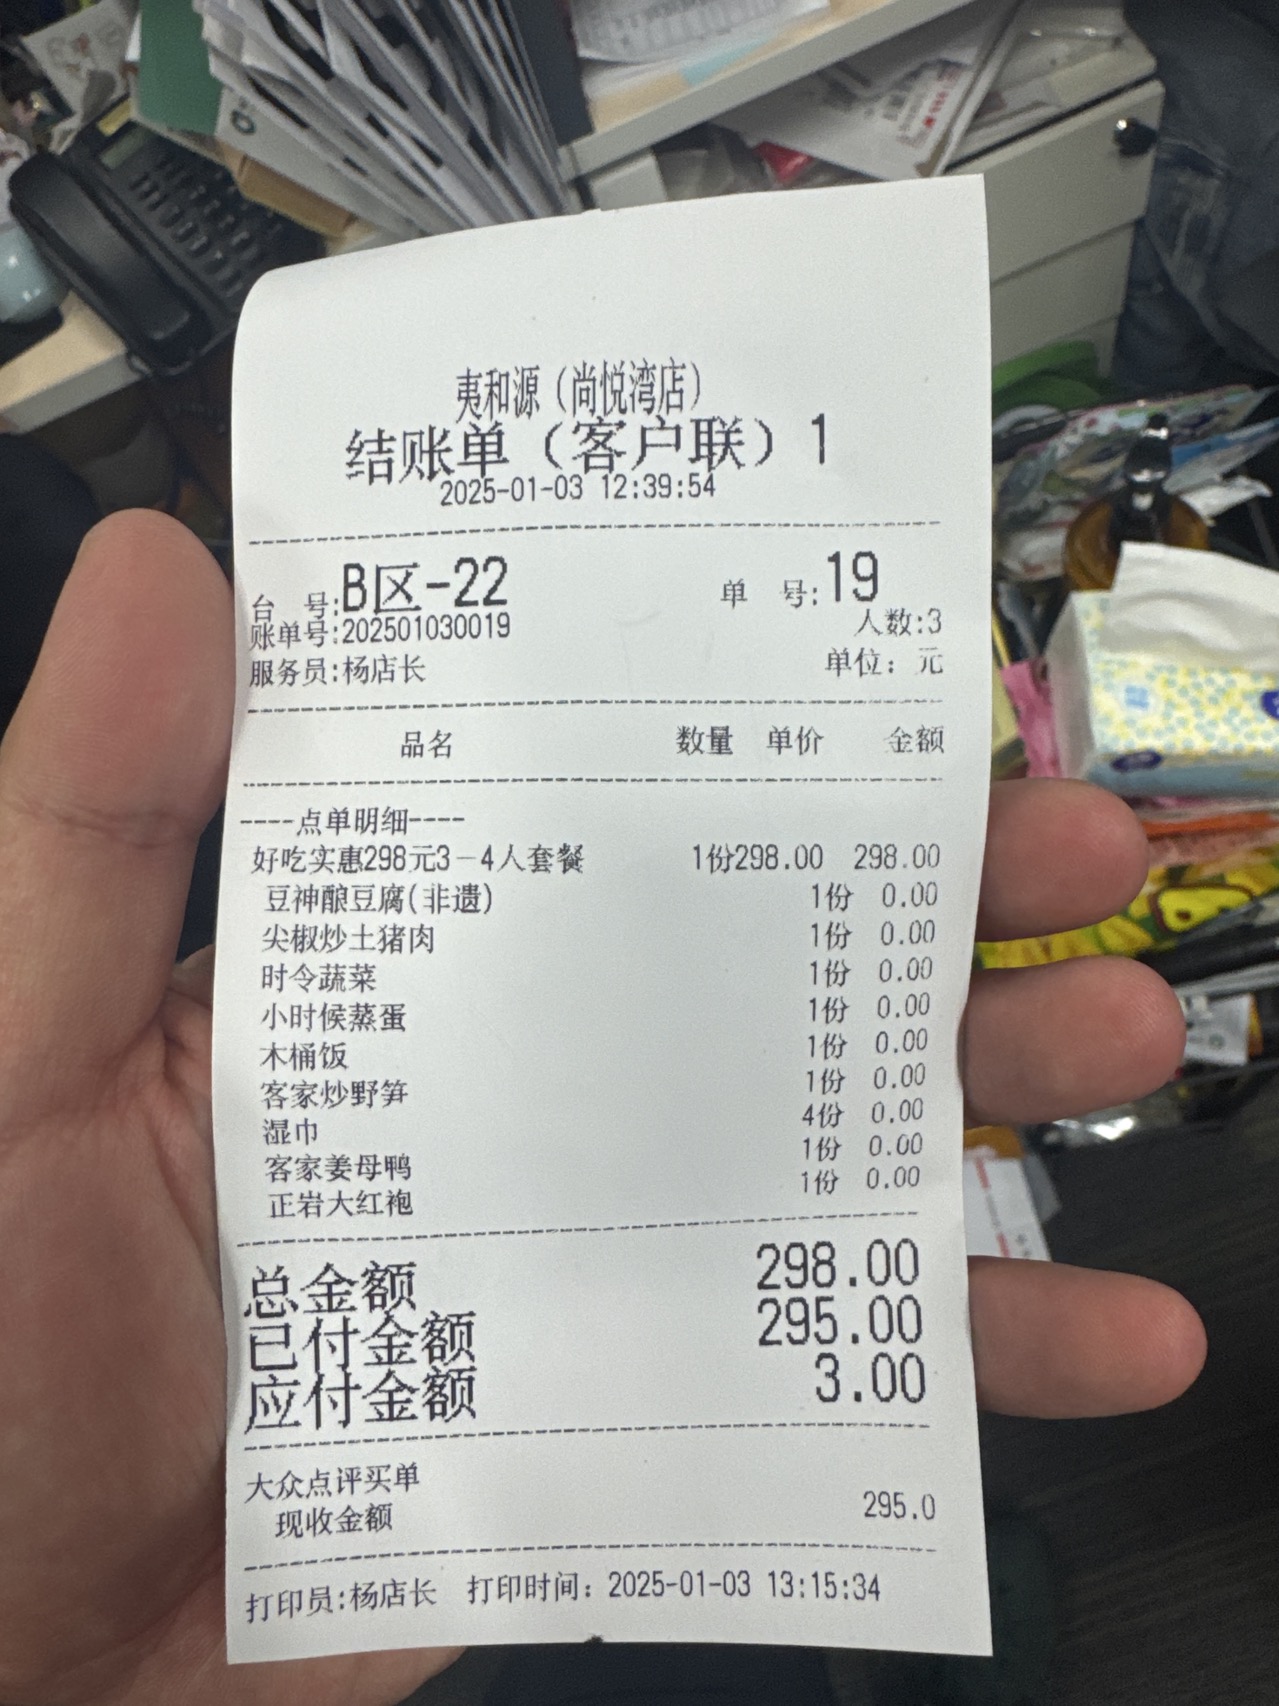 夷和源（尚悦湾店）
结账单（客户联）1
2025-01-03 12:39:54
台 号:B区-22 单 号:19
账单号:202501030019 人数:3
服务员:杨店长 单位：元
品名 数量 单价 金额
----点单明细----
好吃实惠298元3－4人套餐 1份298.00 298.00
豆神酿豆腐(非遗) 1份 0.00
尖椒炒土猪肉 1份 0.00
时令蔬菜 1份 0.00
小时候蒸蛋 1份 0.00
木桶饭 1份 0.00
客家炒野笋 1份 0.00
湿巾 4份 0.00
客家姜母鸭 1份 0.00
正岩大红袍 1份 0.00
总金额 298.00
已付金额 295.00
应付金额 3.00
大众点评买单
现收金额 295.0
打印员:杨店长 打印时间：2025-01-03 13:15:34